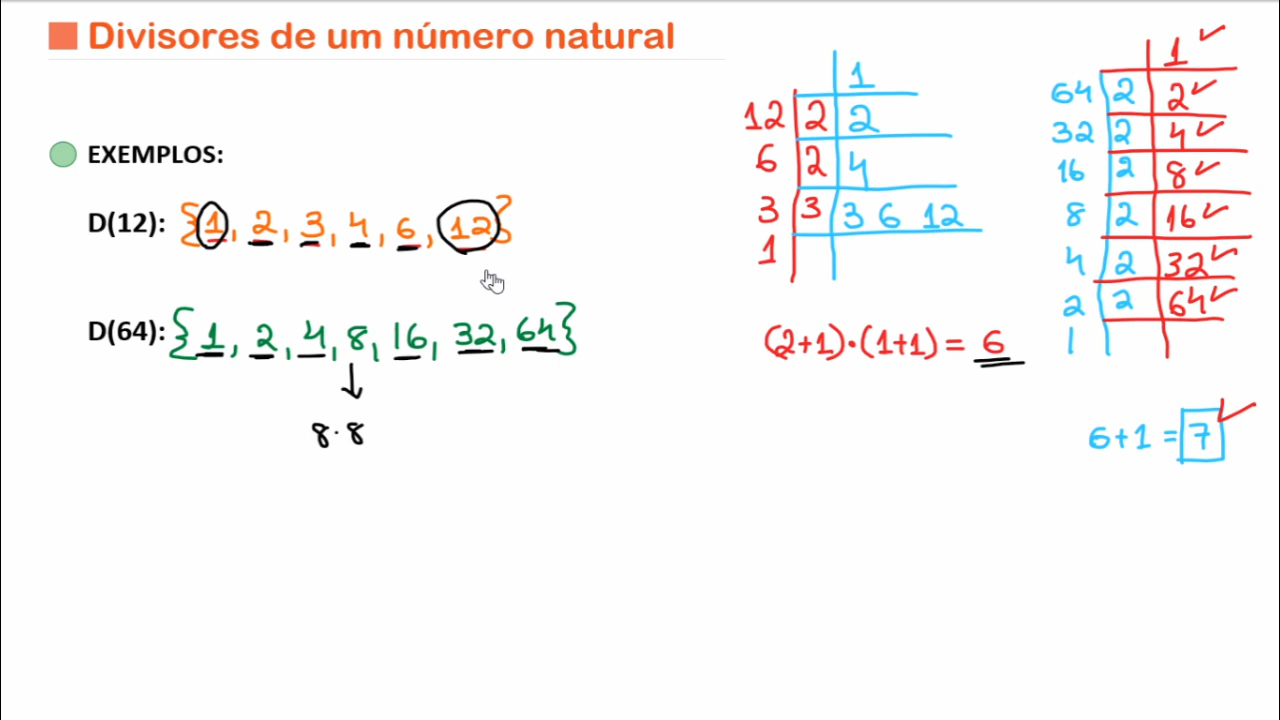 Divisores de um número natural
EXEMPLOS:
D(12): {1, 2, 3, 4, 6, 12}
D(64): {1, 2, 4, 8, 16, 32, 64}
8·8
1
12 2 2
6 2 4
3 3 3 6 12
1
(2+1)·(1+1) = 6
1
64 2 2
32 2 4
16 2 8
8 2 16
4 2 32
2 2 64
1
6+1 = 7